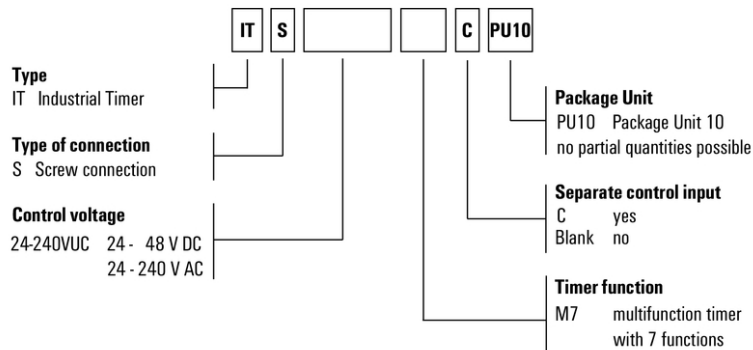 IT S C PU10
Type
IT Industrial Timer
Type of connection
S Screw connection
Control voltage
24-240VUC 24 - 48 V DC
24 - 240 V AC
Package Unit
PU10 Package Unit 10
no partial quantities possible
Separate control input
C yes
Blank no
Timer function
M7 multifunction timer
with 7 functions